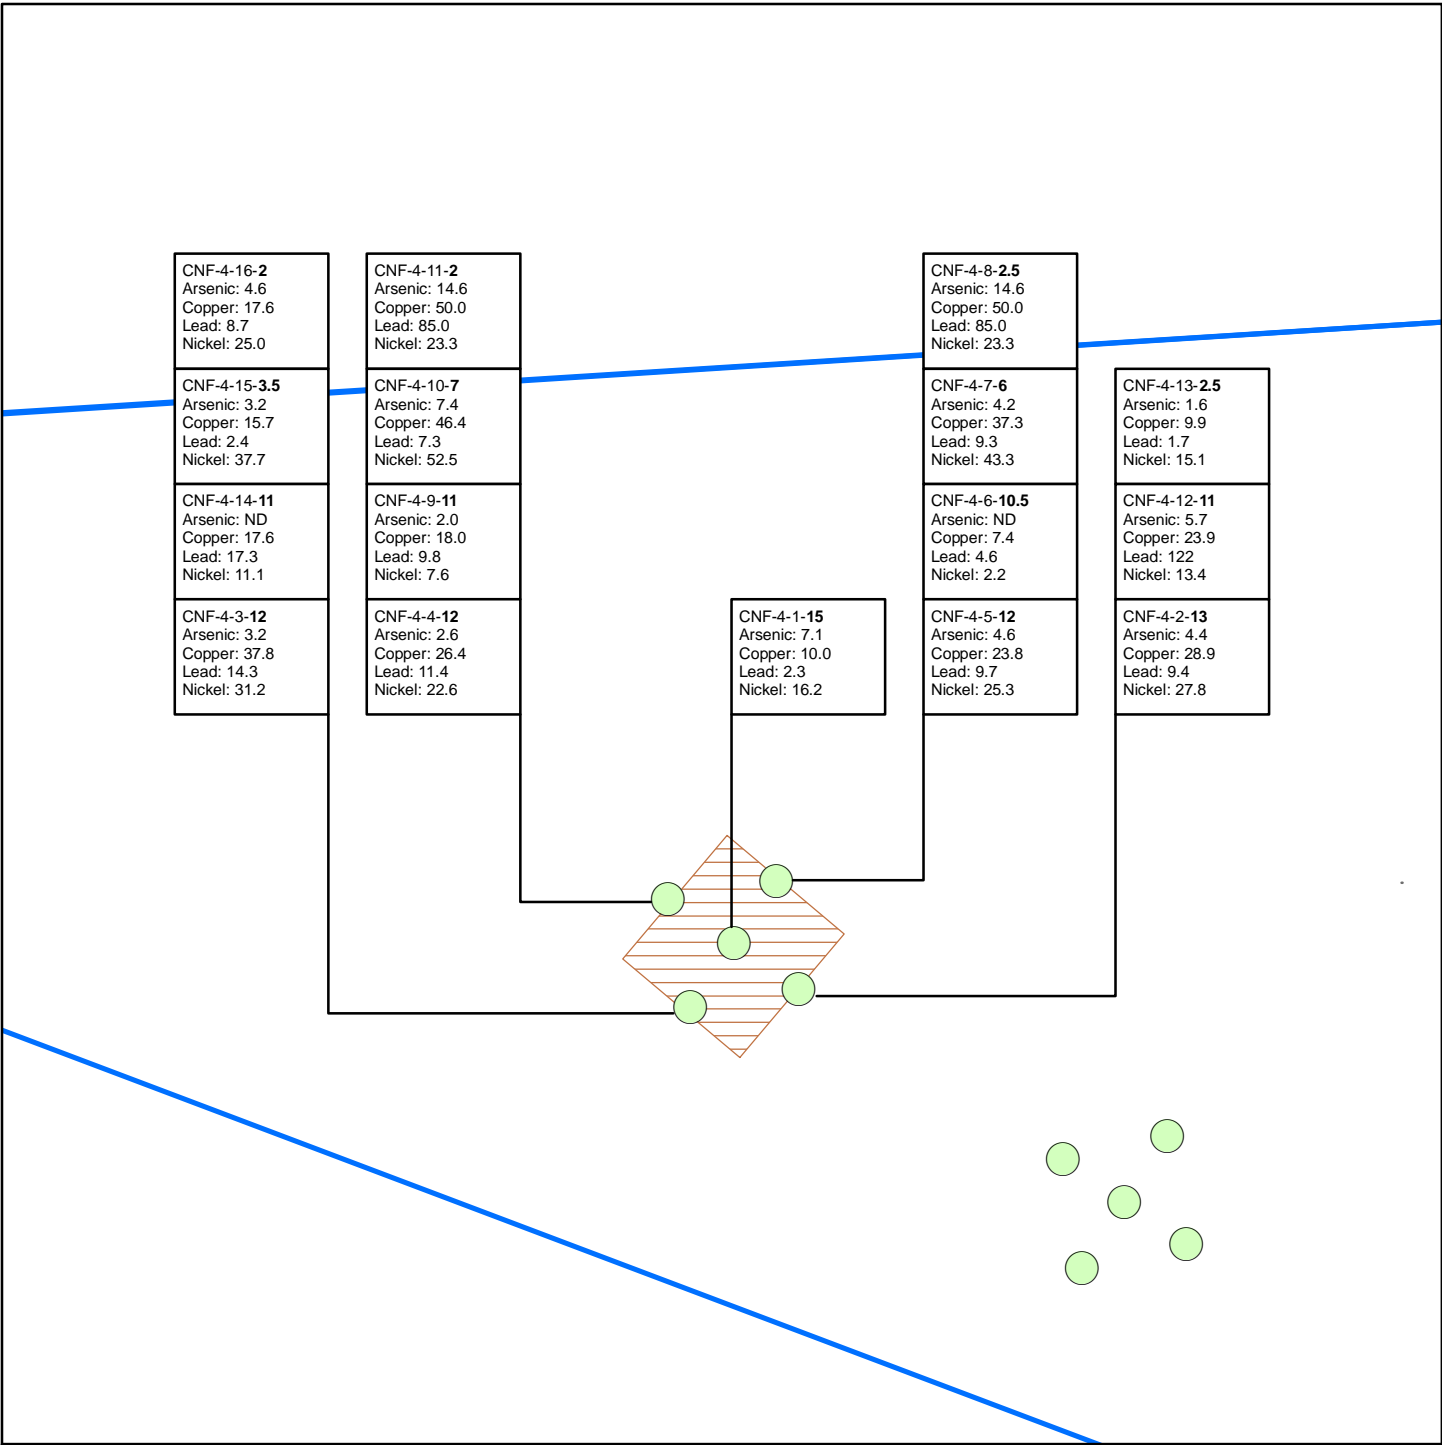 CNF-4-16-2
Arsenic: 4.6
Copper: 17.6
Lead: 8.7
Nickel: 25.0
CNF-4-15-3.5
Arsenic: 3.2
Copper: 15.7
Lead: 2.4
Nickel: 37.7
CNF-4-14-11
Arsenic: ND
Copper: 17.6
Lead: 17.3
Nickel: 11.1
CNF-4-3-12
Arsenic: 3.2
Copper: 37.8
Lead: 14.3
Nickel: 31.2
CNF-4-11-2
Arsenic: 14.6
Copper: 50.0
Lead: 85.0
Nickel: 23.3
CNF-4-10-7
Arsenic: 7.4
Copper: 46.4
Lead: 7.3
Nickel: 52.5
CNF-4-9-11
Arsenic: 2.0
Copper: 18.0
Lead: 9.8
Nickel: 7.6
CNF-4-4-12
Arsenic: 2.6
Copper: 26.4
Lead: 11.4
Nickel: 22.6
CNF-4-1-15
Arsenic: 7.1
Copper: 10.0
Lead: 2.3
Nickel: 16.2
CNF-4-8-2.5
Arsenic: 14.6
Copper: 50.0
Lead: 85.0
Nickel: 23.3
CNF-4-7-6
Arsenic: 4.2
Copper: 37.3
Lead: 9.3
Nickel: 43.3
CNF-4-6-10.5
Arsenic: ND
Copper: 7.4
Lead: 4.6
Nickel: 2.2
CNF-4-5-12
Arsenic: 4.6
Copper: 23.8
Lead: 9.7
Nickel: 25.3
CNF-4-13-2.5
Arsenic: 1.6
Copper: 9.9
Lead: 1.7
Nickel: 15.1
CNF-4-12-11
Arsenic: 5.7
Copper: 23.9
Lead: 122
Nickel: 13.4
CNF-4-2-13
Arsenic: 4.4
Copper: 28.9
Lead: 9.4
Nickel: 27.8